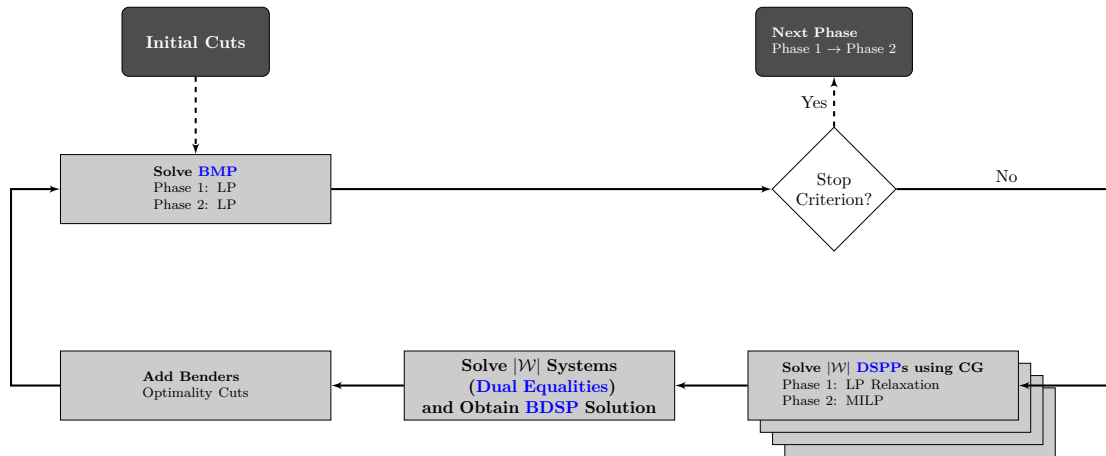 Initial Cuts
Next Phase
Phase 1 → Phase 2
Yes
Solve BMP
Phase 1: LP
Phase 2: LP
Stop
Criterion?
No
Add Benders
Optimality Cuts
Solve |𝒲| Systems
(Dual Equalities)
and Obtain BDSP Solution
Solve |𝒲| DSPPs using CG
Phase 1: LP Relaxation
Phase 2: MILP